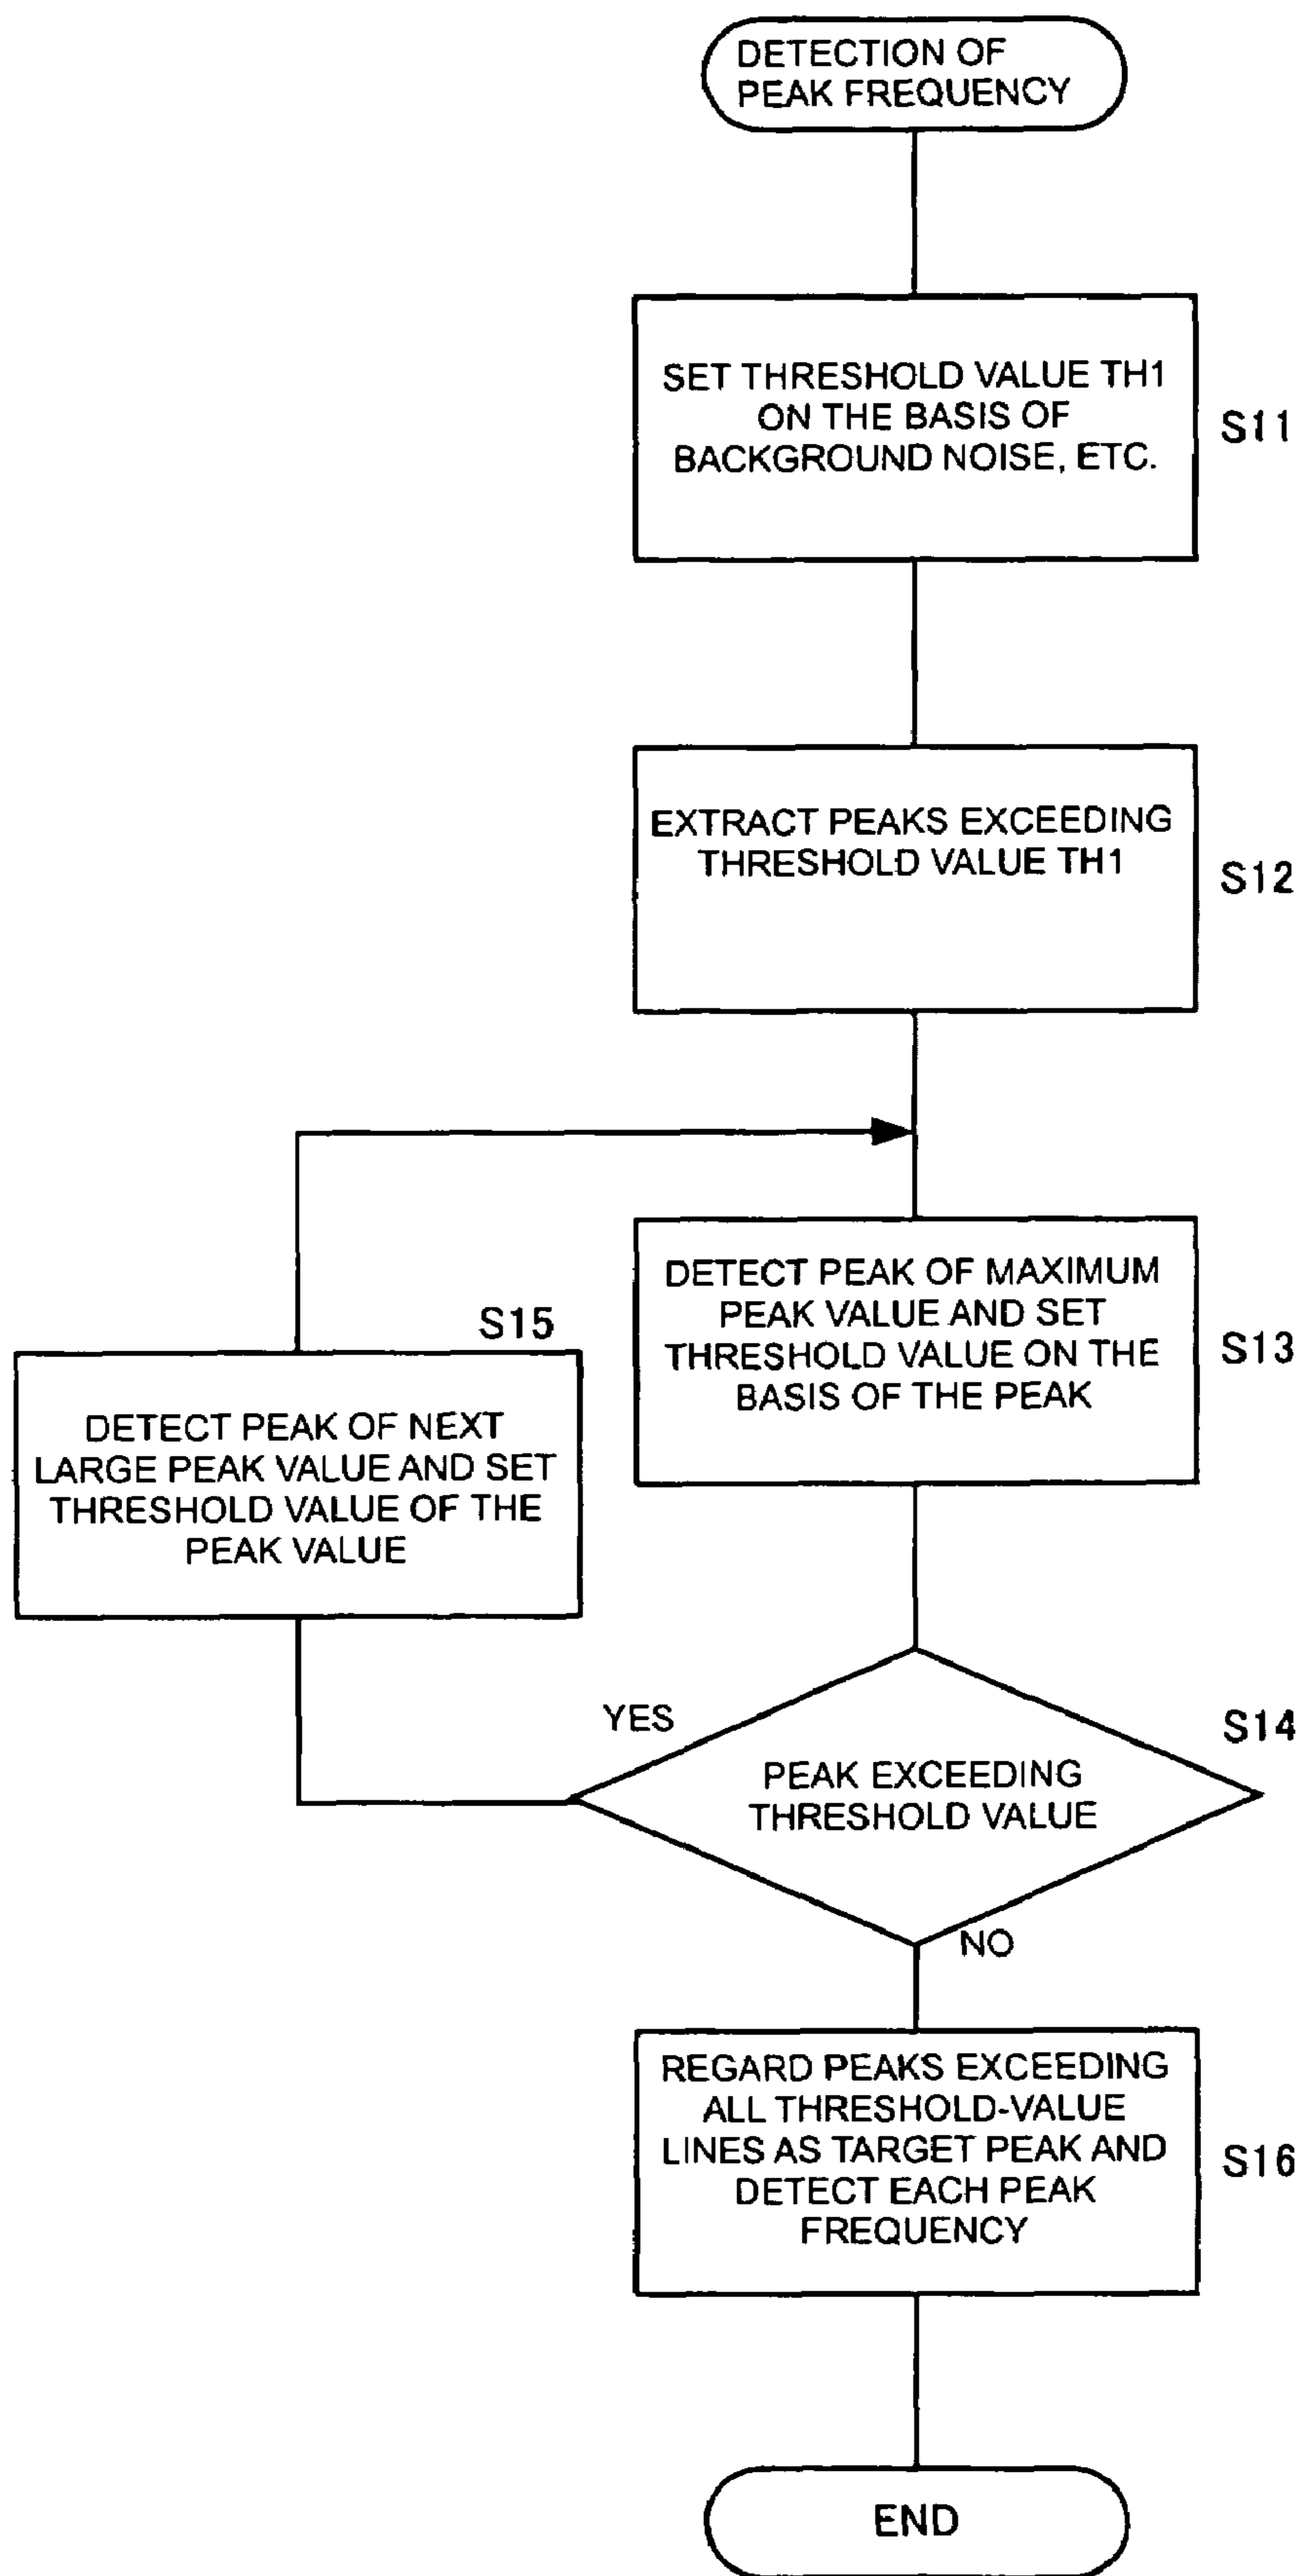 DETECTION OF
PEAK FREQUENCY
SET THRESHOLD VALUE TH1
ON THE BASIS OF
BACKGROUND NOISE, ETC.
S11
EXTRACT PEAKS EXCEEDING
THRESHOLD VALUE TH1
S12
DETECT PEAK OF MAXIMUM
PEAK VALUE AND SET
THRESHOLD VALUE ON THE
BASIS OF THE PEAK
S13
S15
DETECT PEAK OF NEXT
LARGE PEAK VALUE AND SET
THRESHOLD VALUE OF THE
PEAK VALUE
YES
S14
PEAK EXCEEDING
THRESHOLD VALUE
NO
REGARD PEAKS EXCEEDING
ALL THRESHOLD-VALUE
LINES AS TARGET PEAK AND
DETECT EACH PEAK
FREQUENCY
S16
END